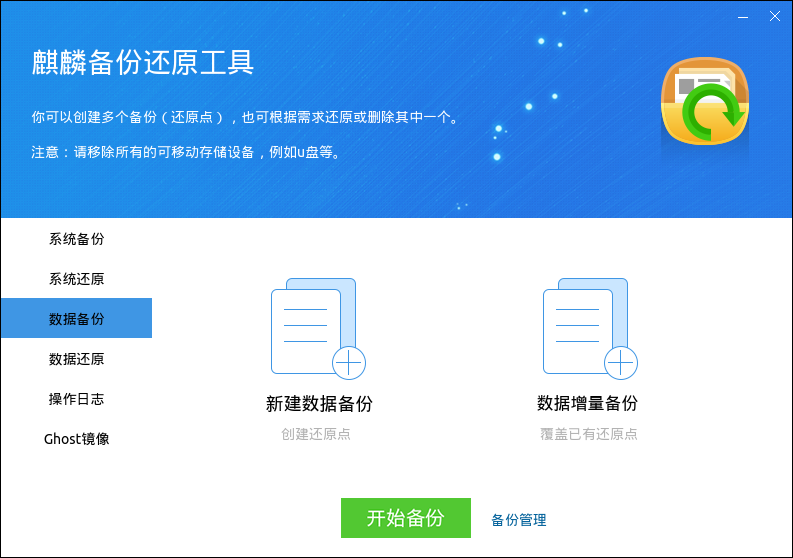 麒麟备份还原工具
你可以创建多个备份（还原点），也可根据需求还原或删除其中一个。
注意：请移除所有的可移动存储设备，例如u盘等。
系统备份
系统还原
数据备份
数据还原
操作日志
Ghost镜像
新建数据备份
创建还原点
数据增量备份
覆盖已有还原点
开始备份
备份管理